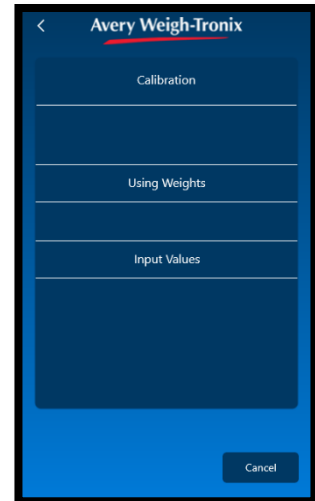 Avery Weigh-Tronix
Calibration
Using Weights
Input Values
Cancel